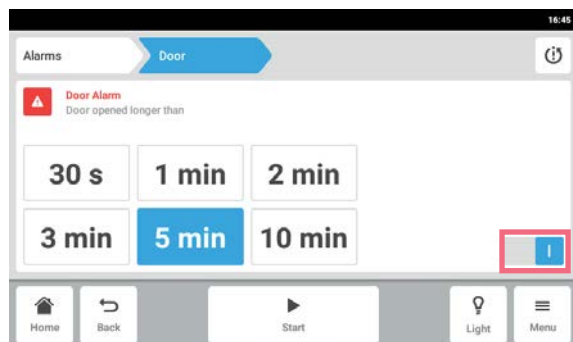 16:45
Alarms
Door
Door Alarm
Door opened longer than
30 s
1 min
2 min
3 min
5 min
10 min
I
Home
Back
Start
Light
Menu